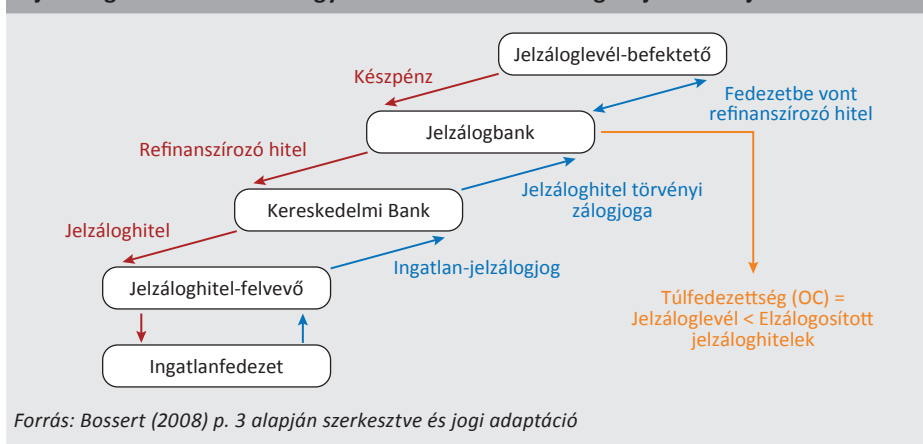 Jelzáloglevél-befektető
Készpénz
Fedezetbe vont
refinanszírozó hitel
Jelzálogbank
Refinanszírozó hitel
Jelzáloghitel törvényi
zálogjoga
Kereskedelmi Bank
Jelzáloghitel
Ingatlan-jelzálogjog
Jelzáloghitel-felvevő
Túlfedezettség (OC) =
Jelzáloglevél < Elzálogosított
jelzáloghitelek
Ingatlanfedezet
Forrás: Bossert (2008) p. 3 alapján szerkesztve és jogi adaptáció